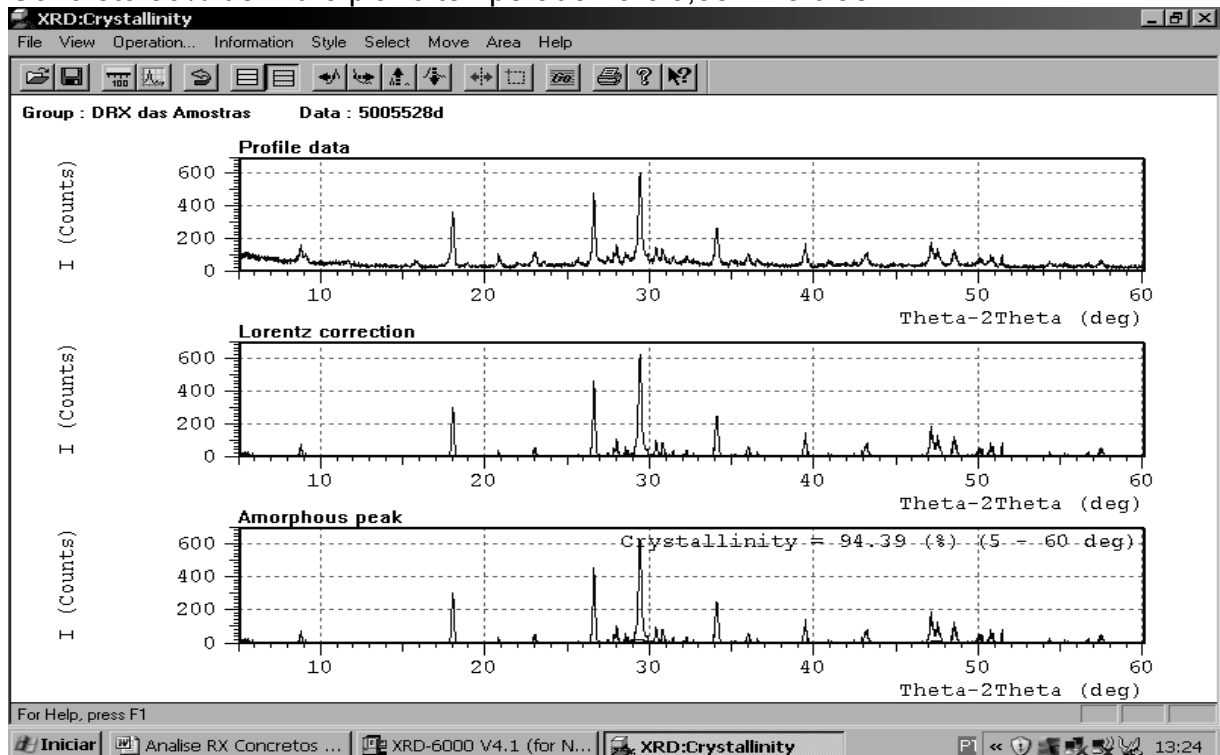 XRD:Crystallinity
File View Operation... Information Style Select Move Area Help
Group : DRX das Amostras Data : 5005528d
Profile data
I (Counts)
600
400
200
0
10 20 30 40 50 60
Theta-2Theta (deg)
Lorentz correction
I (Counts)
600
400
200
0
10 20 30 40 50 60
Theta-2Theta (deg)
Amorphous peak
Crystallinity = 94.39 (%) (5 - 60 deg)
I (Counts)
600
400
200
0
10 20 30 40 50 60
Theta-2Theta (deg)
For Help, press F1
Iniciar Analise RX Concretos ... XRD-6000 V4.1 (for N... XRD:Crystallinity 13:24